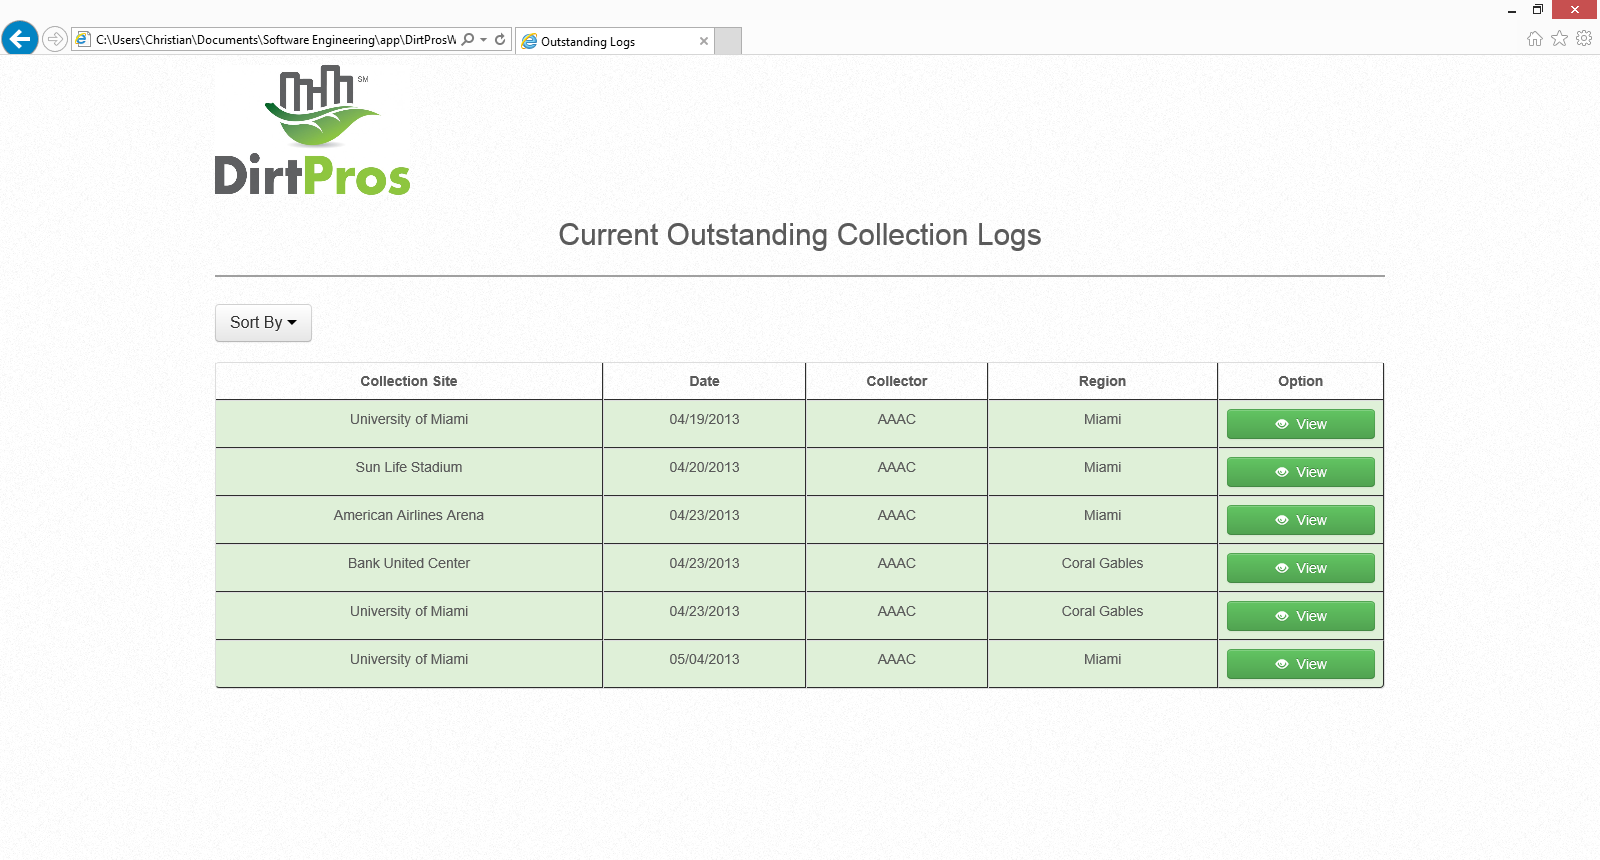 C:\Users\Christian\Documents\Software Engineering\app\DirtProsW
Outstanding Logs
SM
DirtPros
Current Outstanding Collection Logs
Sort By
Collection Site Date Collector Region Option
University of Miami 04/19/2013 AAAC Miami View
Sun Life Stadium 04/20/2013 AAAC Miami View
American Airlines Arena 04/23/2013 AAAC Miami View
Bank United Center 04/23/2013 AAAC Coral Gables View
University of Miami 04/23/2013 AAAC Coral Gables View
University of Miami 05/04/2013 AAAC Miami View